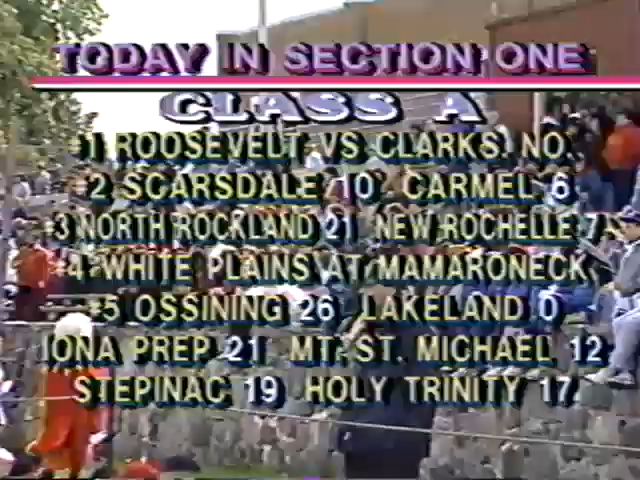 TODAY IN SECTION ONE
CLASS A
#1 ROOSEVELT VS CLARKS. NO.
#2 SCARSDALE 10 CARMEL 6
#3 NORTH ROCKLAND 21 NEW ROCHELLE 7
#4 WHITE PLAINS AT MAMARONECK
#5 OSSINING 26 LAKELAND 0
IONA PREP 21 MT. ST. MICHAEL 12
STEPINAC 19 HOLY TRINITY 17